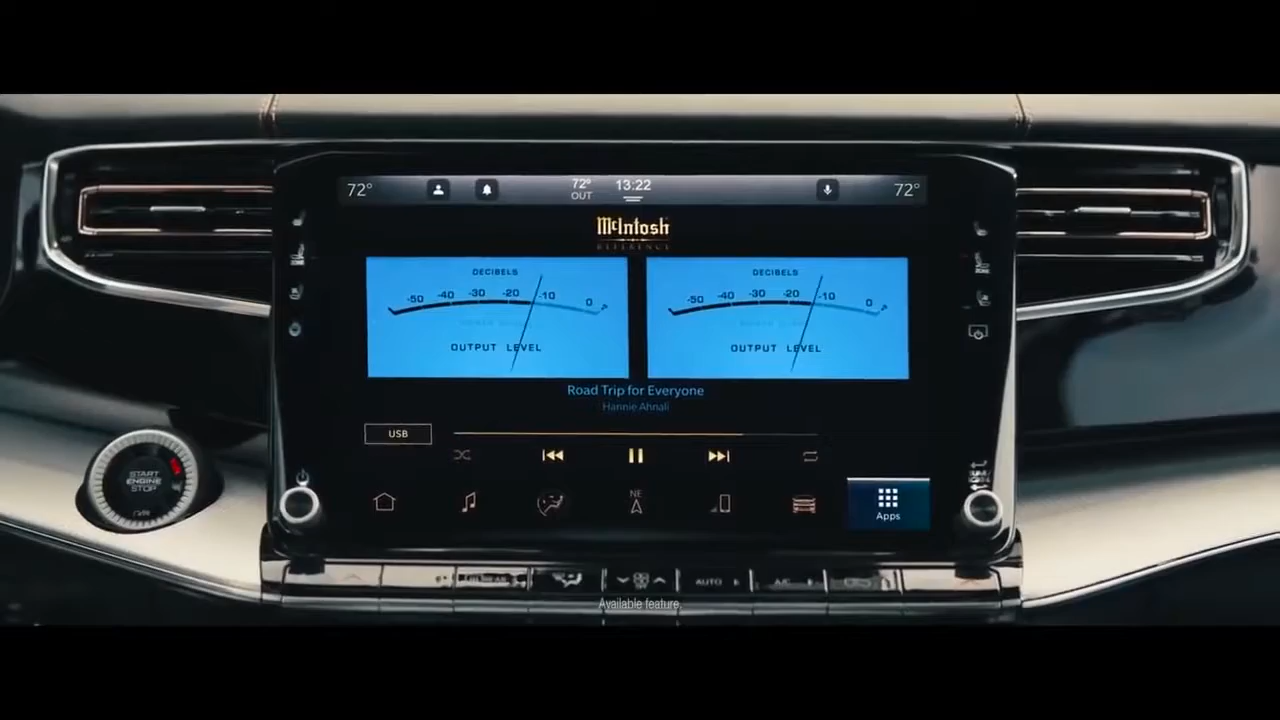 72° 72° 13:22 72°
OUT
McIntosh
REFERENCE
DECIBELS DECIBELS
-50 -40 -30 -20 -10 0 -50 -40 -30 -20 -10 0
OUTPUT LEVEL OUTPUT LEVEL
Road Trip for Everyone
Hannie Ahnali
USB
START
ENGINE
STOP
NE
Apps
AUTO
A/C
Available feature.